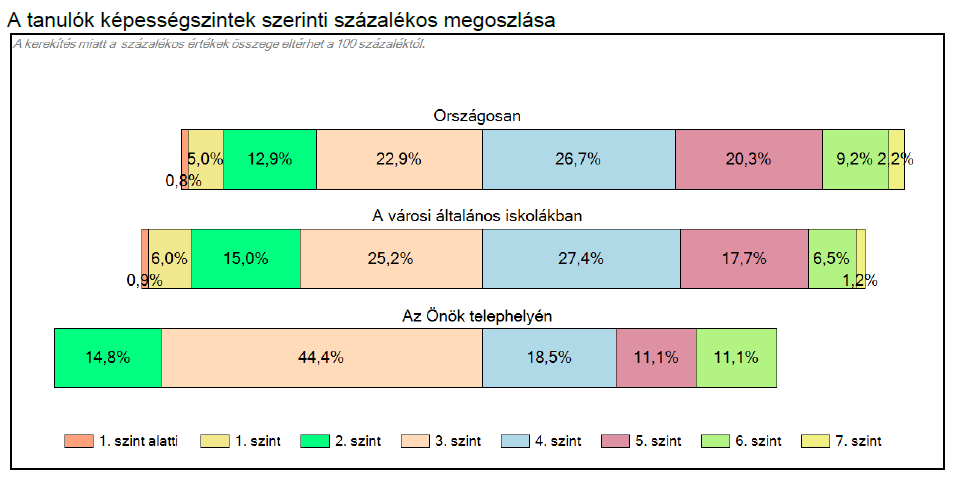 A tanulók képességszintek szerinti százalékos megoszlása
A kerekítés miatt a százalékos értékek összege eltérhet a 100 százaléktól.
Országosan
0,8% 5,0% 12,9% 22,9% 26,7% 20,3% 9,2% 2,2%
A városi általános iskolákban
0,9% 6,0% 15,0% 25,2% 27,4% 17,7% 6,5% 1,2%
Az Önök telephelyén
14,8% 44,4% 18,5% 11,1% 11,1%
1. szint alatti 1. szint 2. szint 3. szint 4. szint 5. szint 6. szint 7. szint